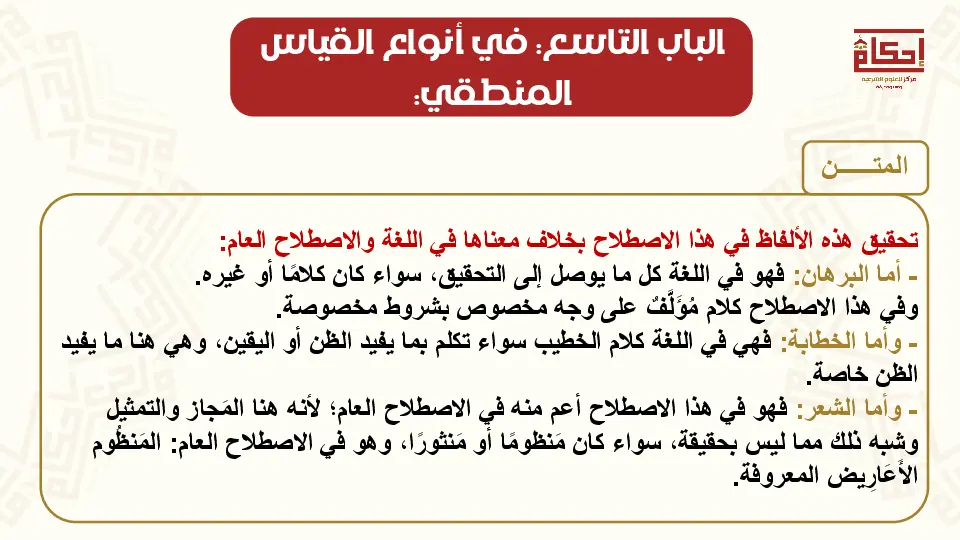 الباب التاسع: في أنواع القياس
المنطقي:
إحكام
مركز للعلوم الشرعية
المتـــــــن
تحقيق هذه الألفاظ في هذا الاصطلاح بخلاف معناها في اللغة والاصطلاح العام:
- أما البرهان: فهو في اللغة كل ما يوصل إلى التحقيق، سواء كان كلامًا أو غيره.
وفي هذا الاصطلاح كلام مُؤَلَّفٌ على وجه مخصوص بشروط مخصوصة.
- وأما الخطابة: فهي في اللغة كلام الخطيب سواء تكلم بما يفيد الظن أو اليقين، وهي هنا ما يفيد
الظن خاصة.
- وأما الشعر: فهو في هذا الاصطلاح أعم منه في الاصطلاح العام؛ لأنه هنا المَجاز والتمثيل
وشبه ذلك مما ليس بحقيقة، سواء كان مَنظومًا أو مَنثورًا، وهو في الاصطلاح العام: المَنظُوم
الأَعَارِيض المعروفة.